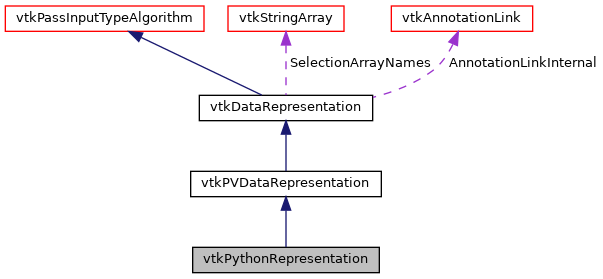 vtkPassInputTypeAlgorithm
vtkStringArray
vtkAnnotationLink
SelectionArrayNames
AnnotationLinkInternal
vtkDataRepresentation
vtkPVDataRepresentation
vtkPythonRepresentation